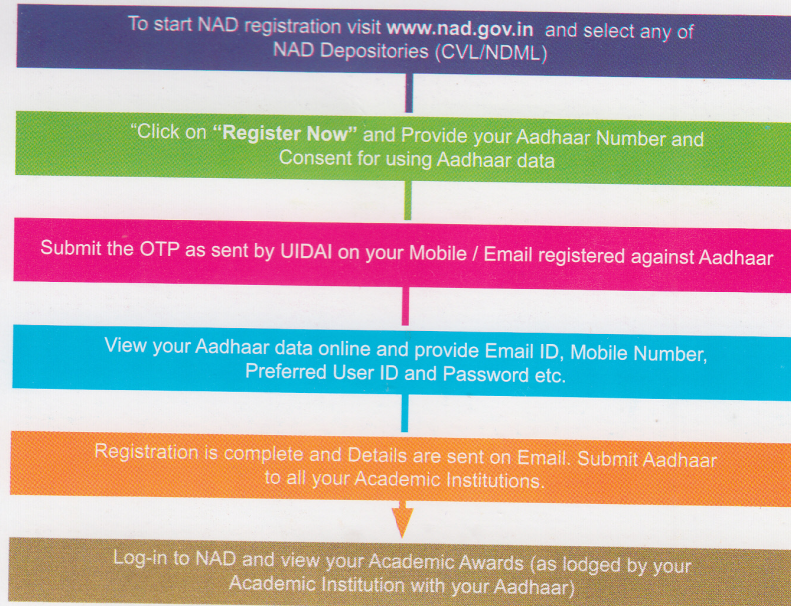 To start NAD registration visit www.nad.gov.in and select any of
NAD Depositories (CVL/NDML)
“Click on “Register Now” and Provide your Aadhaar Number and
Consent for using Aadhaar data
Submit the OTP as sent by UIDAI on your Mobile / Email registered against Aadhaar
View your Aadhaar data online and provide Email ID, Mobile Number,
Preferred User ID and Password etc.
Registration is complete and Details are sent on Email. Submit Aadhaar
to all your Academic Institutions.
Log-in to NAD and view your Academic Awards (as lodged by your
Academic Institution with your Aadhaar)